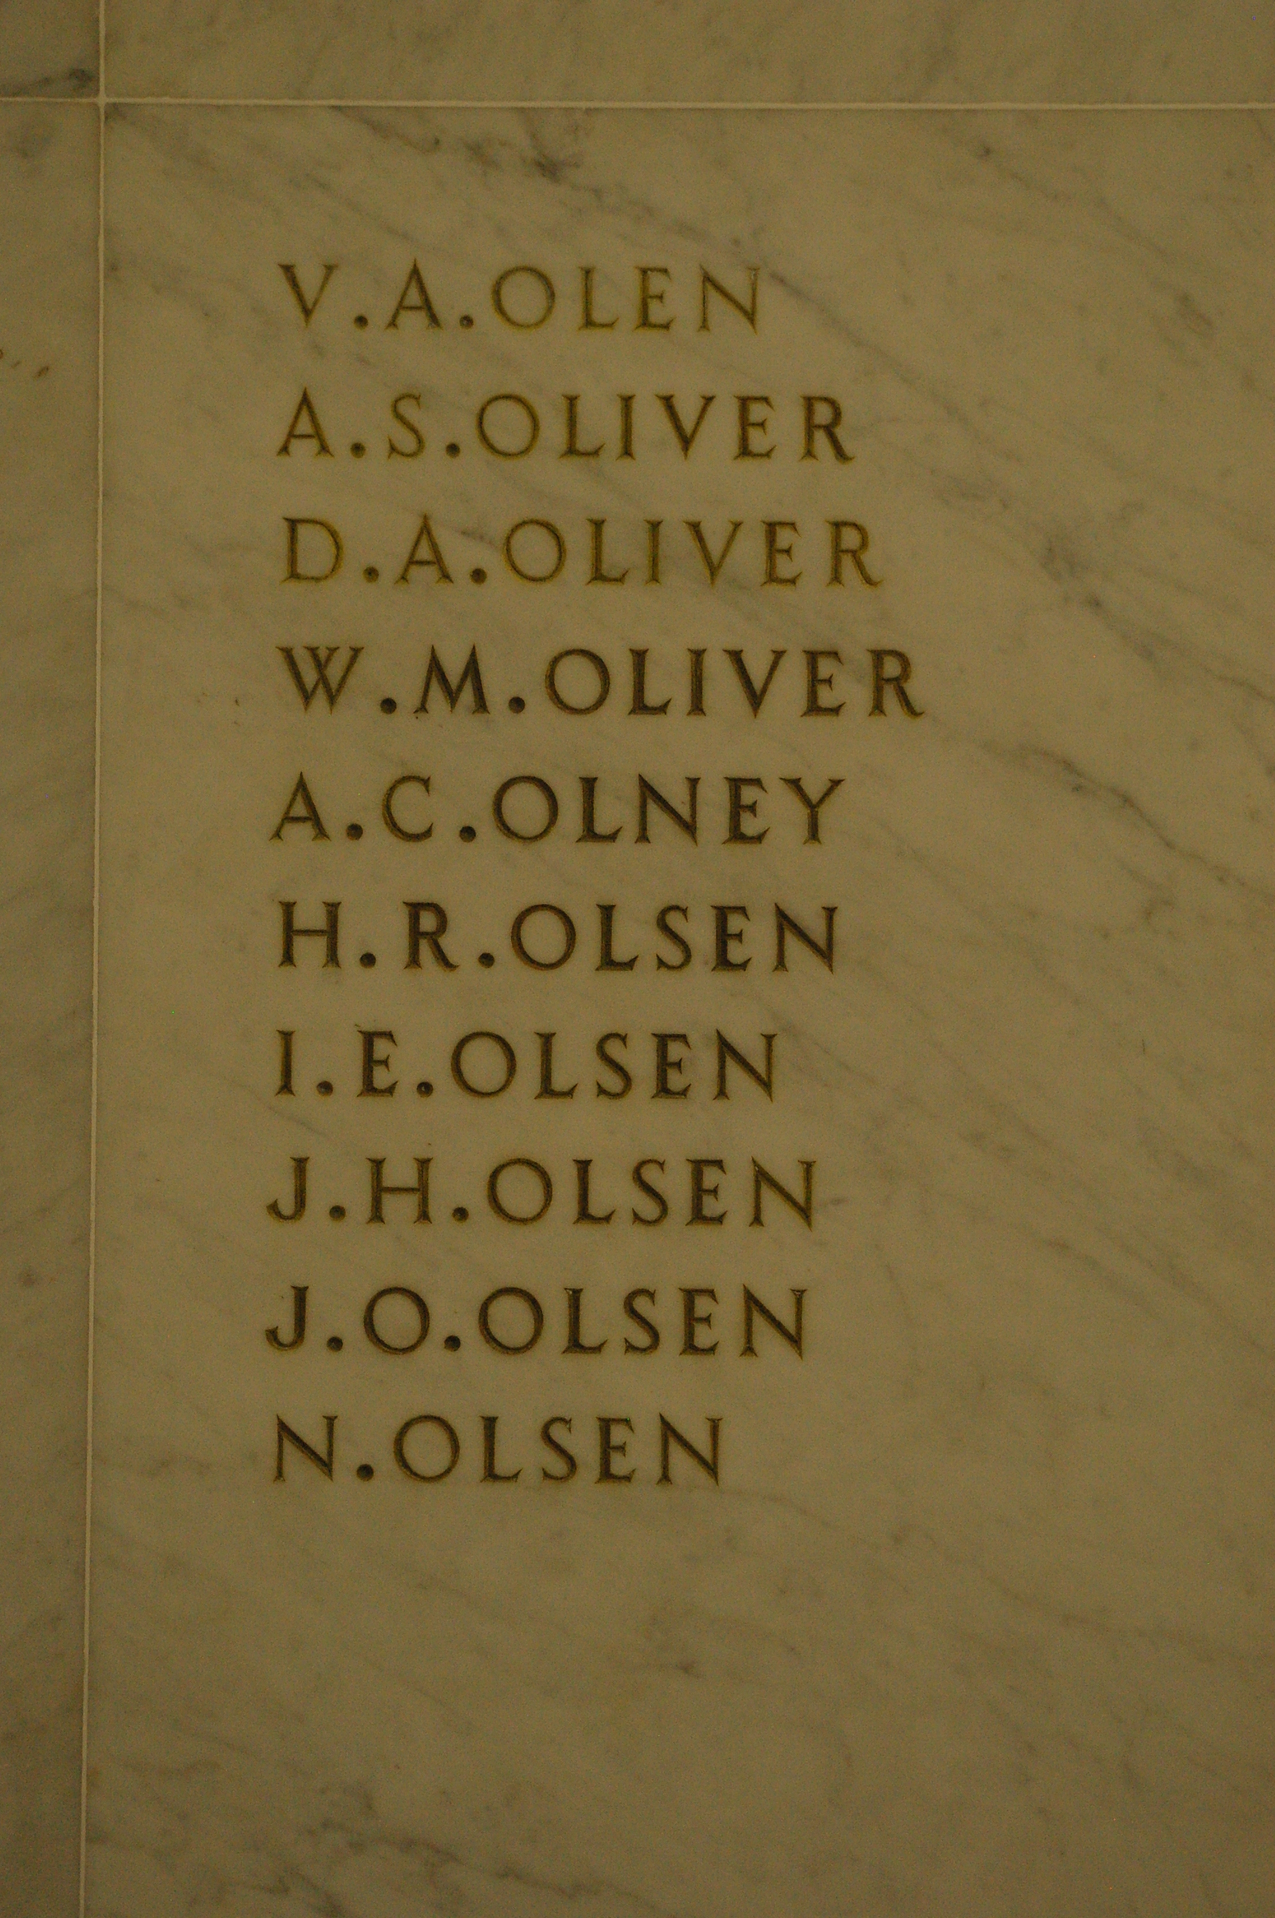 V.A.OLEN
A.S.OLIVER
D.A.OLIVER
W.M.OLIVER
A.C.OLNEY
H.R.OLSEN
I.E.OLSEN
J.H.OLSEN
J.O.OLSEN
N.OLSEN